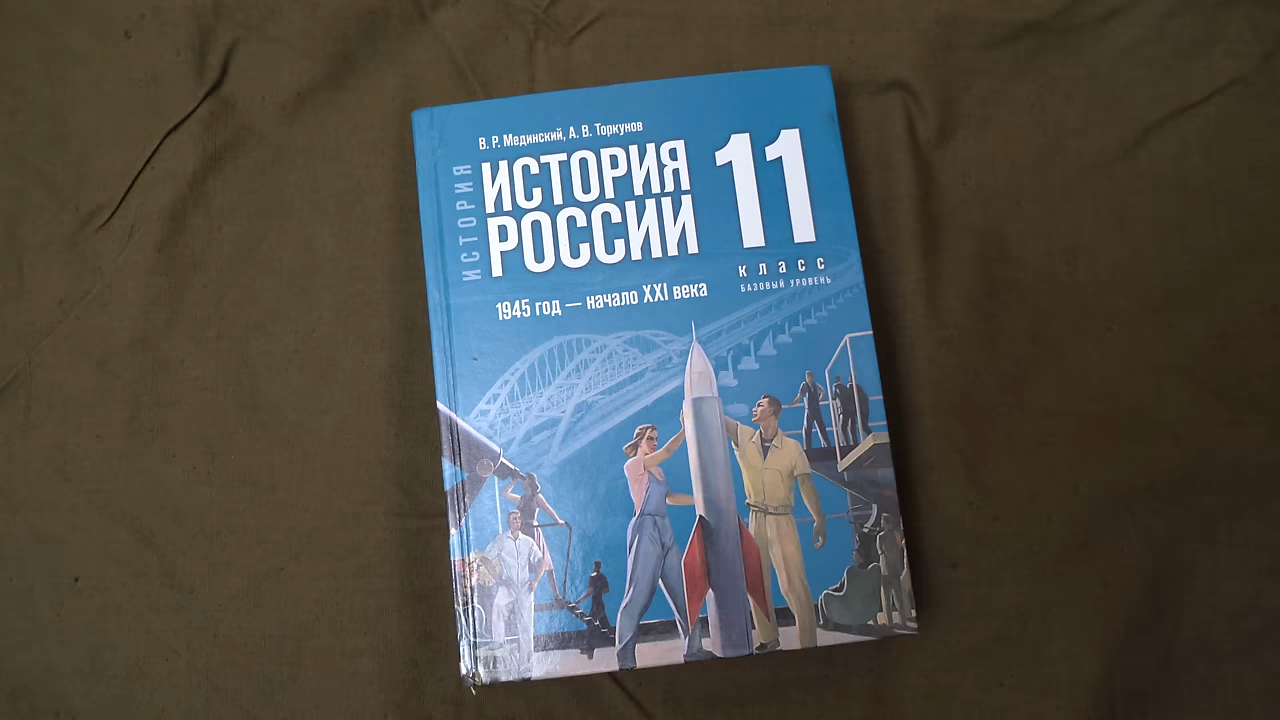 В. Р. Мединский, А. В. Торкунов
ИСТОРИЯ
ИСТОРИЯ
РОССИИ
11
класс
БАЗОВЫЙ УРОВЕНЬ
1945 год — начало XXI века